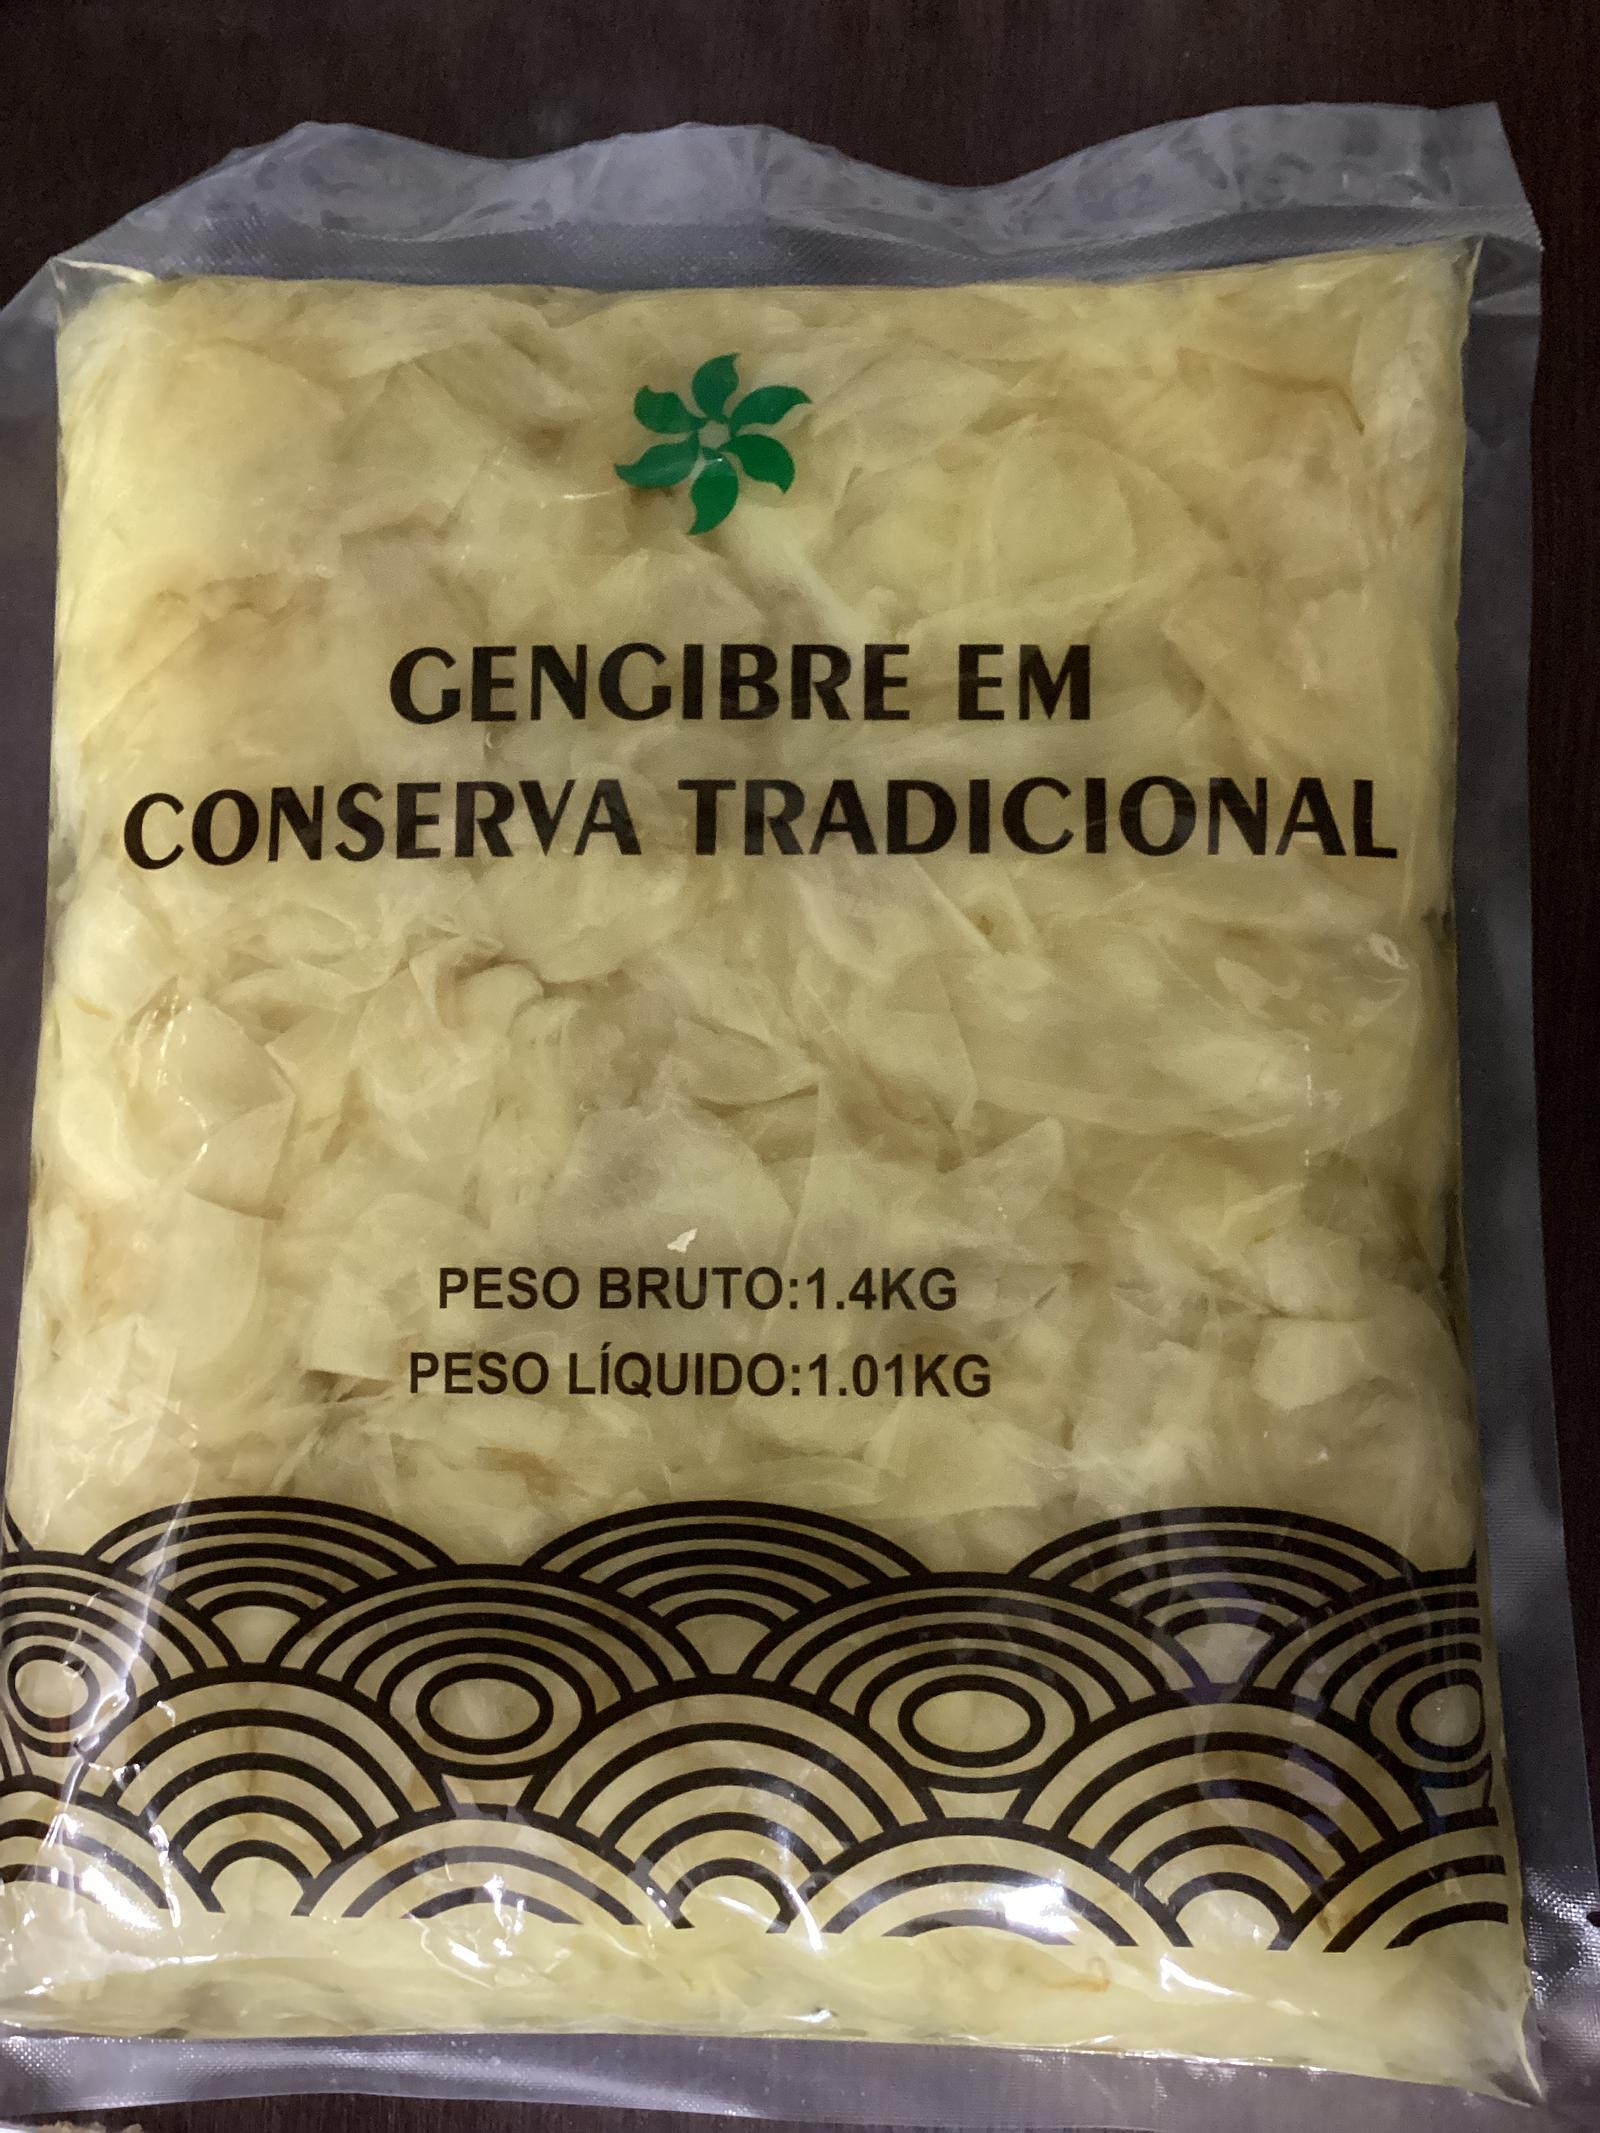 GENGIBRE EM
CONSERVA TRADICIONAL
PESO BRUTO:1.4KG
PESO LÍQUIDO:1.01KG